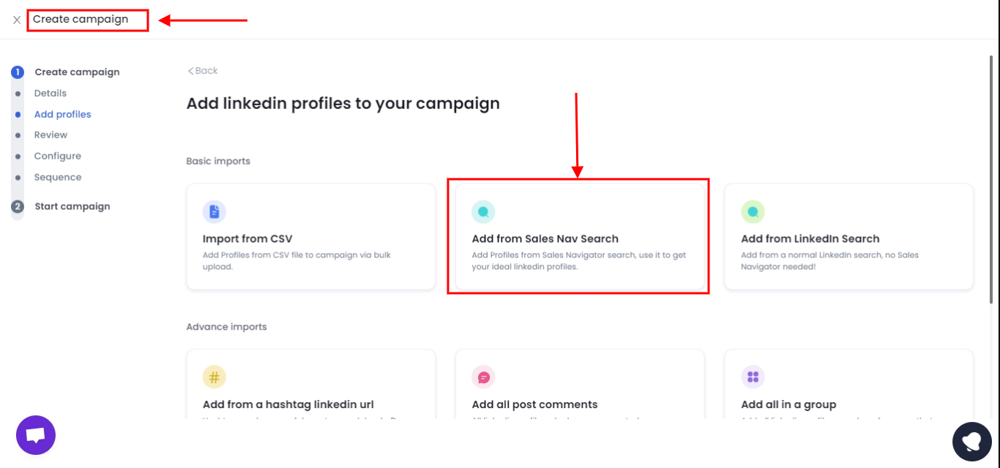 Create campaign
1 Create campaign
Details
Add profiles
Review
Configure
Sequence
2 Start campaign
Back
Add linkedin profiles to your campaign
Basic imports
Import from CSV
Add Profiles from CSV file to campaign via bulk
upload.
Add from Sales Nav Search
Add Profiles from Sales Navigator search, use it to get
your ideal linkedin profiles.
Add from LinkedIn Search
Add from a normal LinkedIn search, no Sales
Navigator needed!
Advance imports
Add from a hashtag linkedin url
Add all post comments
Add all in a group